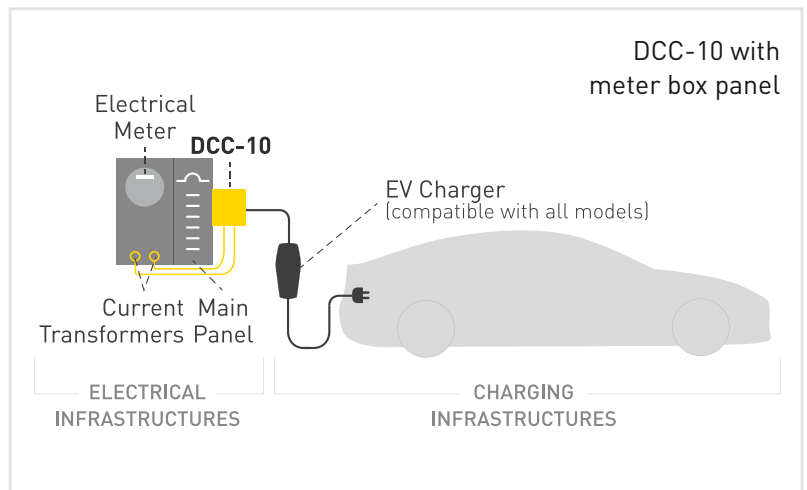 DCC-10 with
meter box panel
Electrical
Meter
DCC-10
EV Charger
(compatible with all models)
Current
Transformers
Main
Panel
ELECTRICAL
INFRASTRUCTURES
CHARGING
INFRASTRUCTURES